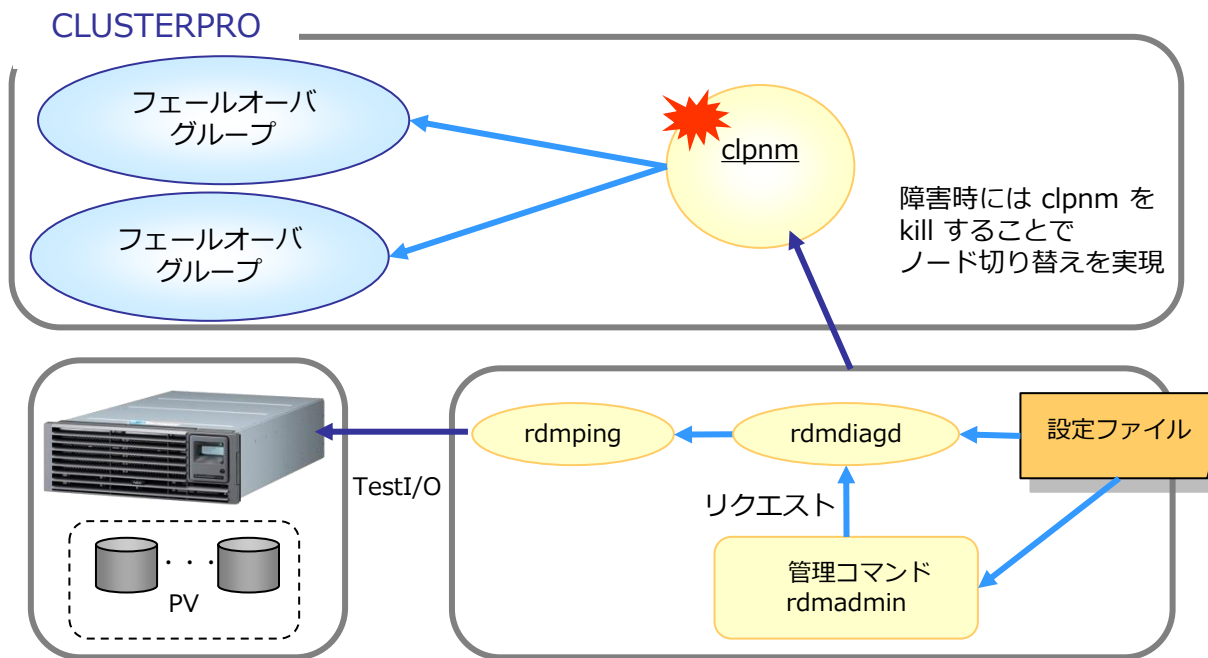 CLUSTERPRO
フェールオーバ
グループ
clpnm
フェールオーバ
グループ
障害時には clpnm を
kill することで
ノード切り替えを実現
rdmping
rdmdiagd
設定ファイル
TestI/O
リクエスト
・・・
PV
管理コマンド
rdmadmin